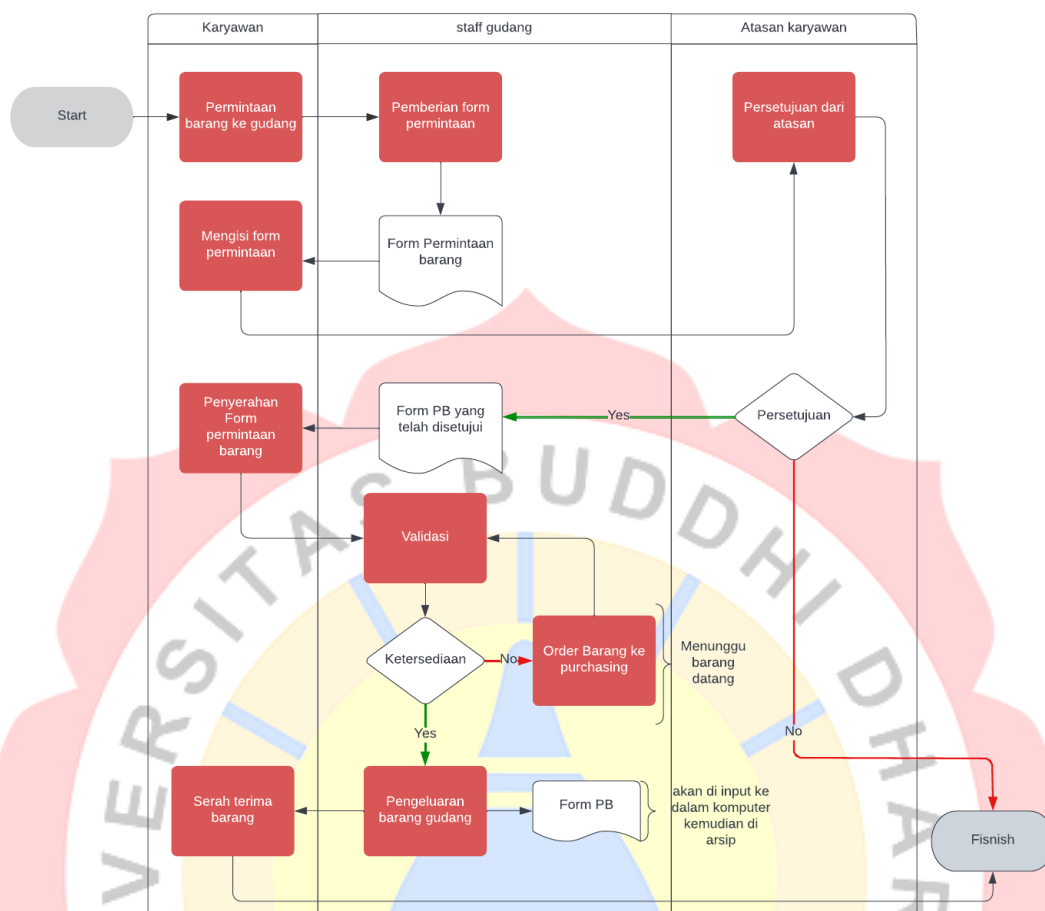 Karyawan
staff gudang
Atasan karyawan
Start
Permintaan
barang ke gudang
Pemberian form
permintaan
Persetujuan dari
atasan
Mengisi form
permintaan
Form Permintaan
barang
Penyerahan
Form
permintaan
barang
Form PB yang
telah disetujui
Yes
Persetujuan
Validasi
Ketersediaan
No
Order Barang ke
purchasing
Menunggu
barang
datang
Yes
No
Serah terima
barang
Pengeluaran
barang gudang
Form PB
akan di input ke
dalam komputer
kemudian di
arsip
Fisnish
VERSITAS BUDDHI DHAR